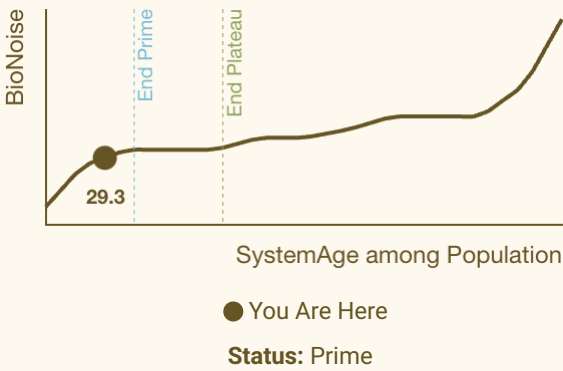 BioNoise
End Prime
End Plateau
29.3
SystemAge among Population
You Are Here
Status: Prime